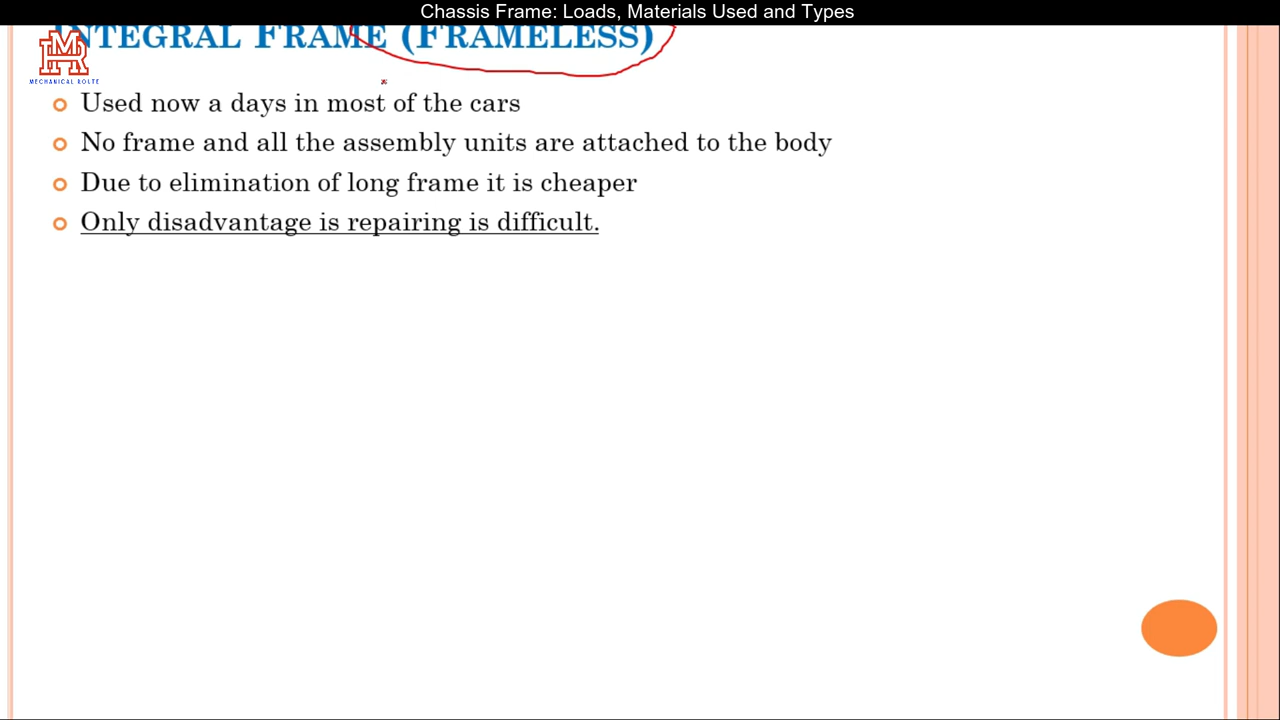 Chassis Frame: Loads, Materials Used and Types
INTEGRAL FRAME (FRAMELESS)
MR
MECHANICAL ROLTE
Used now a days in most of the cars
No frame and all the assembly units are attached to the body
Due to elimination of long frame it is cheaper
Only disadvantage is repairing is difficult.